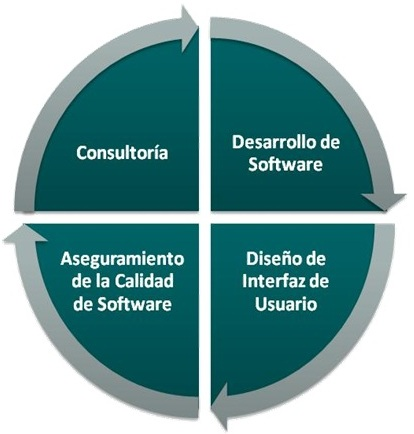 Consultoría
Desarrollo de
Software
Aseguramiento
de la Calidad
de Software
Diseño de
Interfaz de
Usuario